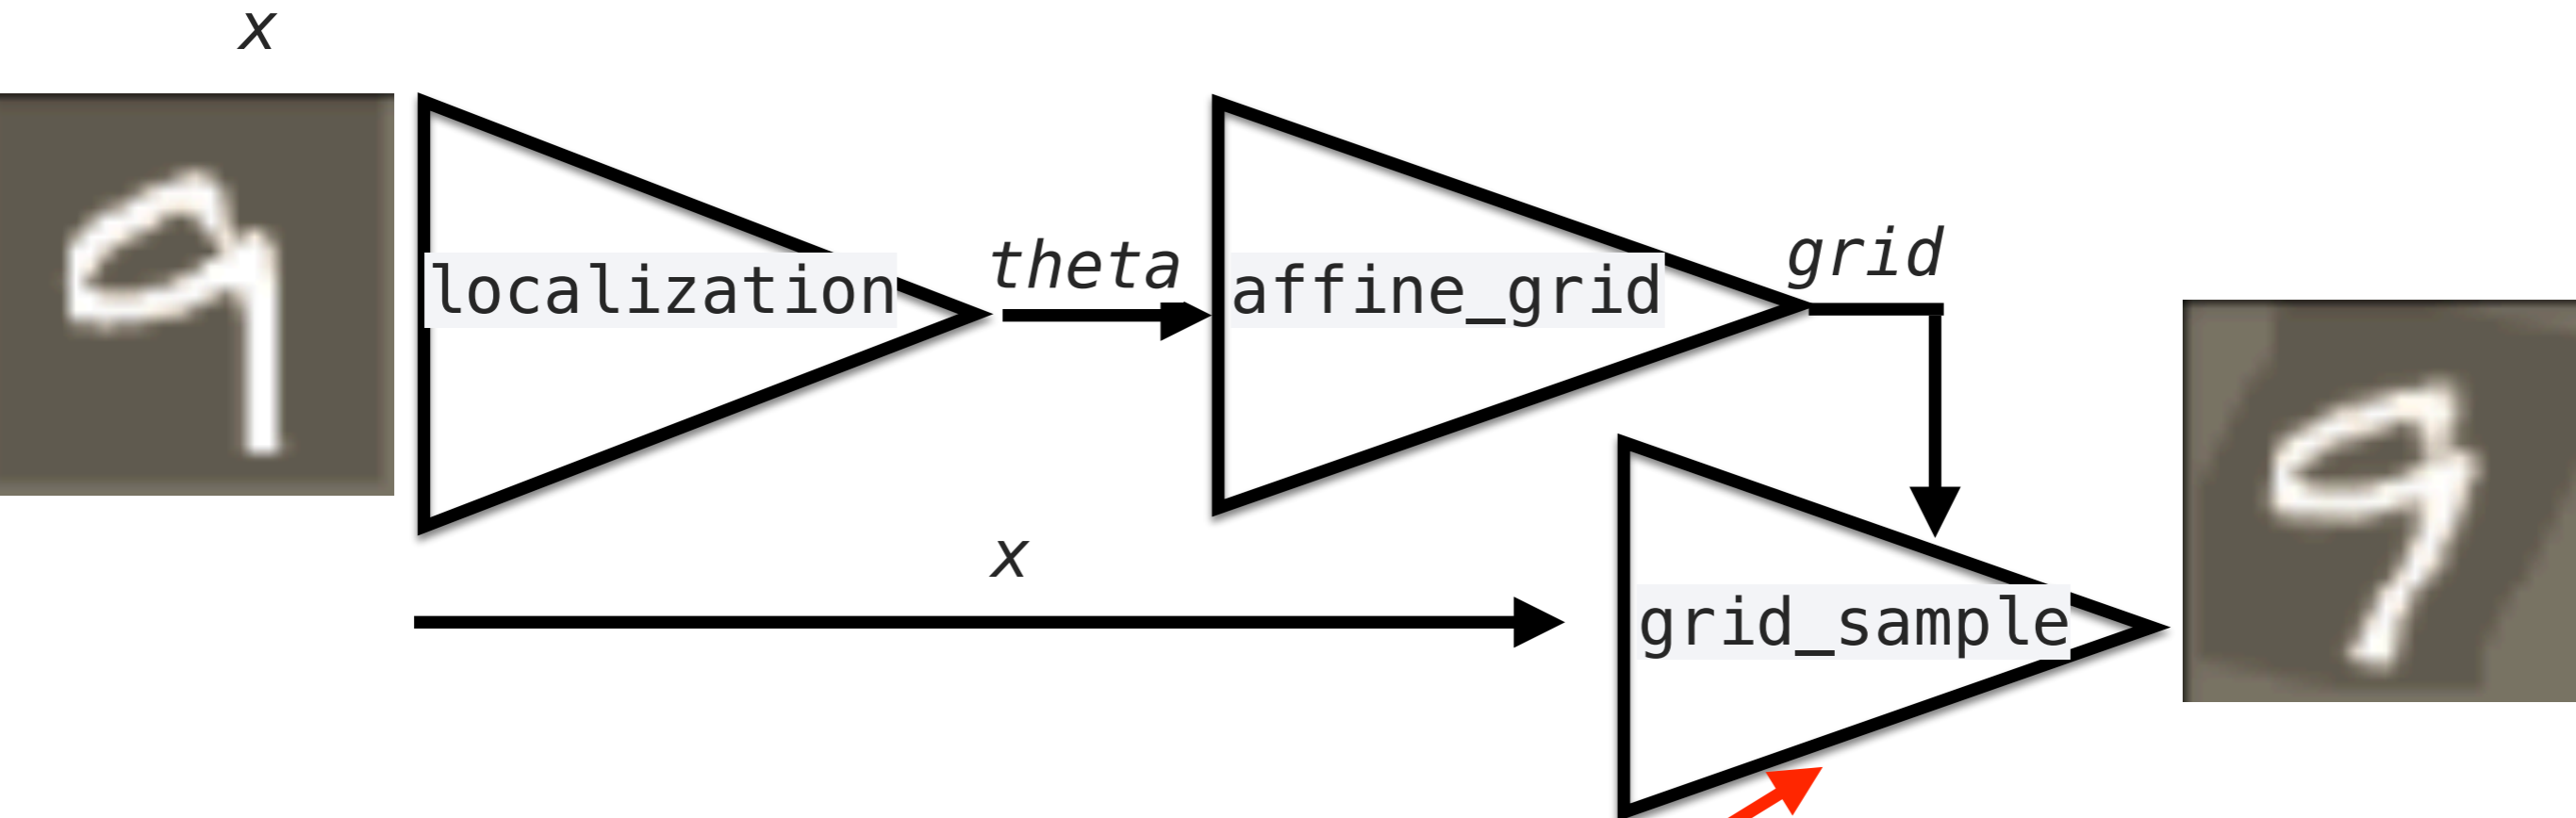 x
localization
theta
affine_grid
grid
x
grid_sample